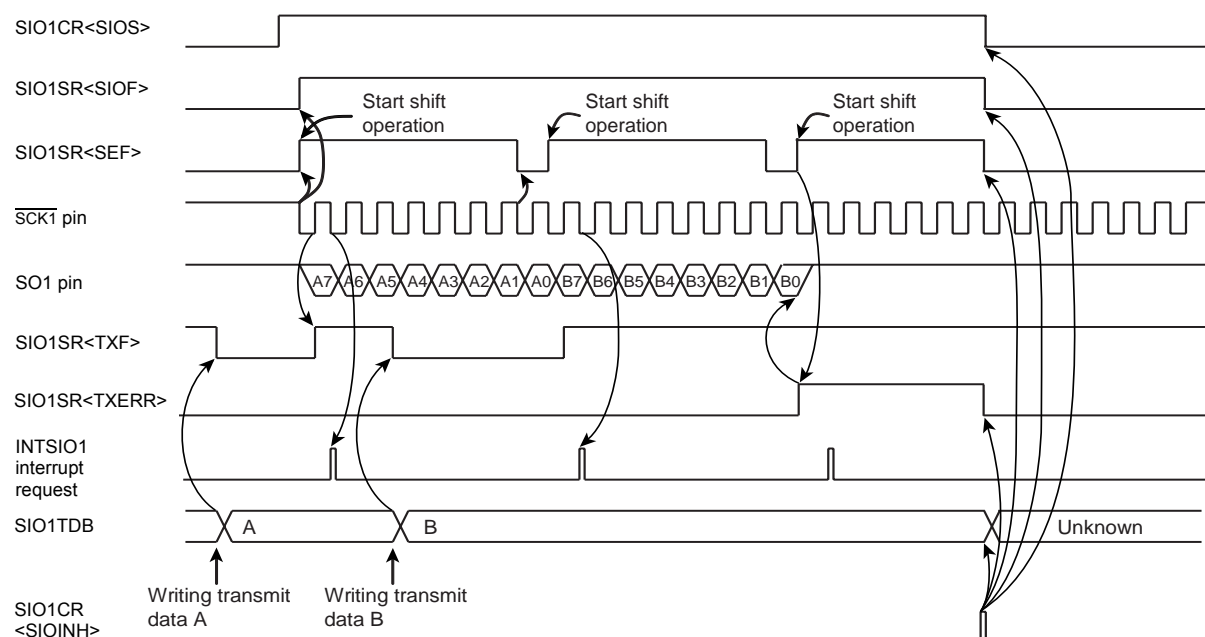 SIO1CR<SIOS>
SIO1SR<SIOF>
Start shift
operation
Start shift
operation
Start shift
operation
SIO1SR<SEF>
SCK1 pin
SO1 pin
A7 A6 A5 A4 A3 A2 A1 A0 B7 B6 B5 B4 B3 B2 B1 B0
SIO1SR<TXF>
SIO1SR<TXERR>
INTSIO1
interrupt
request
SIO1TDB
A
B
Unknown
Writing transmit
data A
Writing transmit
data B
SIO1CR
<SIOINH>